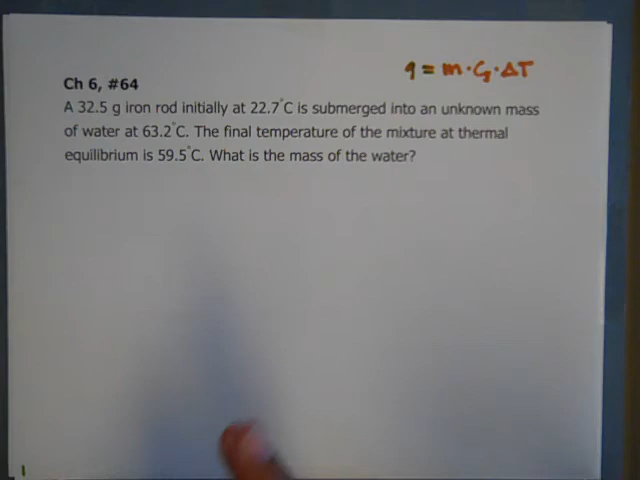 q = m · Cₛ · ΔT
Ch 6, #64
A 32.5 g iron rod initially at 22.7°C is submerged into an unknown mass
of water at 63.2°C. The final temperature of the mixture at thermal
equilibrium is 59.5°C. What is the mass of the water?
1